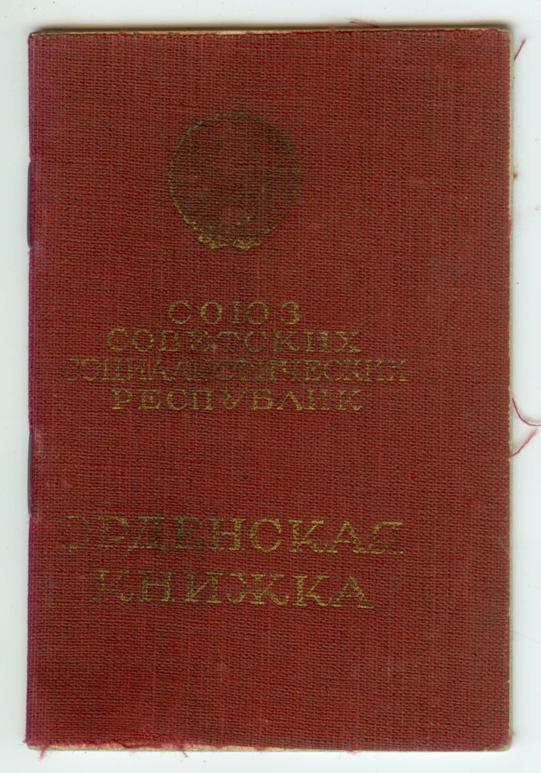 СОЮЗ
СОВЕТСКИХ
СОЦИАЛИСТИЧЕСКИХ
РЕСПУБЛИК
ОРДЕНСКАЯ
КНИЖКА